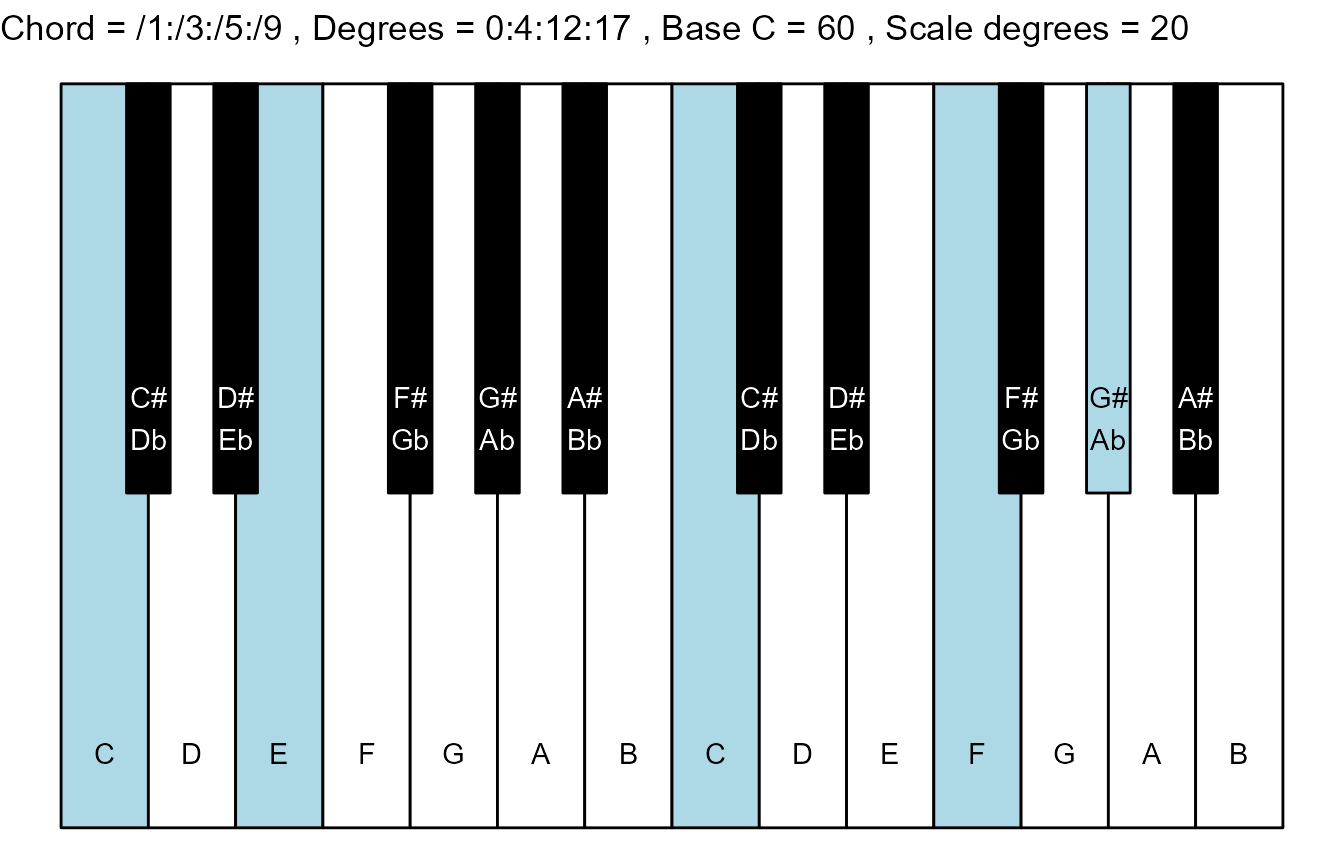 Chord = /1:/3:/5:/9 , Degrees = 0:4:12:17 , Base C = 60 , Scale degrees = 20
C# D# F# G# A# C# D# F# G# A#
Db Eb Gb Ab Bb Db Eb Gb Ab Bb
C D E F G A B C D E F G A B